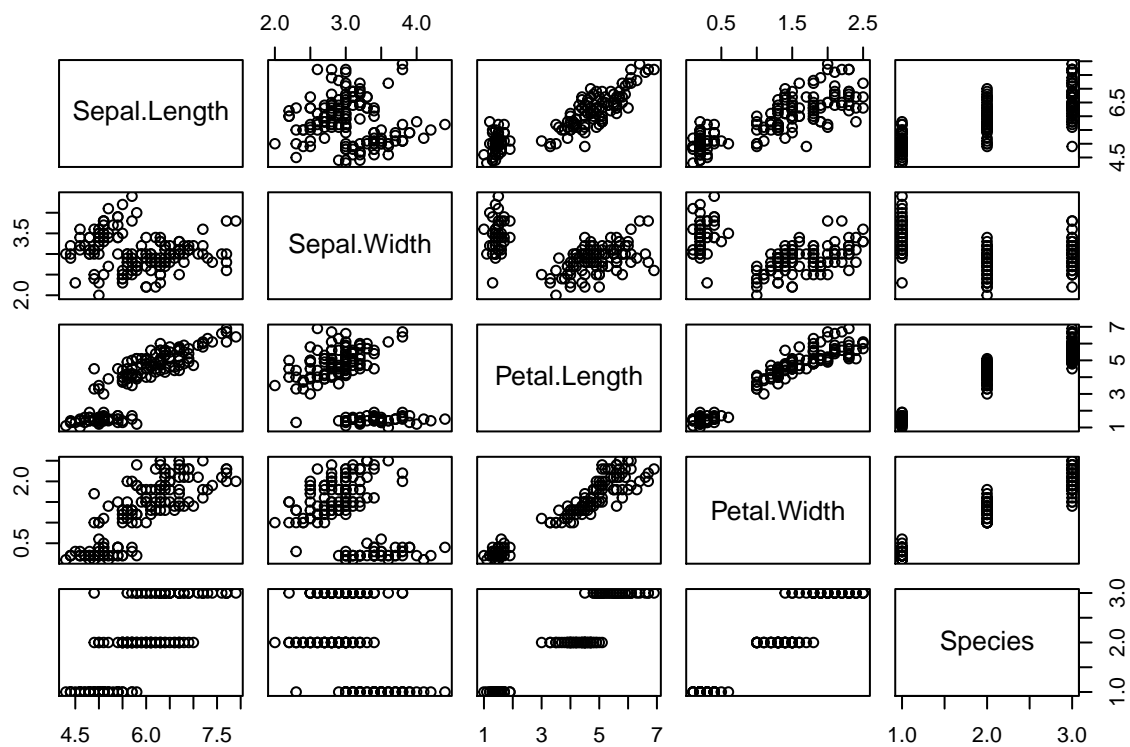 2.0 3.0 4.0
0.5 1.5 2.5
Sepal.Length
4.5 6.5
2.0 3.5
Sepal.Width
Petal.Length
1 3 5 7
0.5 2.0
Petal.Width
Species
1.0 2.0 3.0
4.5 6.0 7.5
1 3 5 7
1.0 2.0 3.0